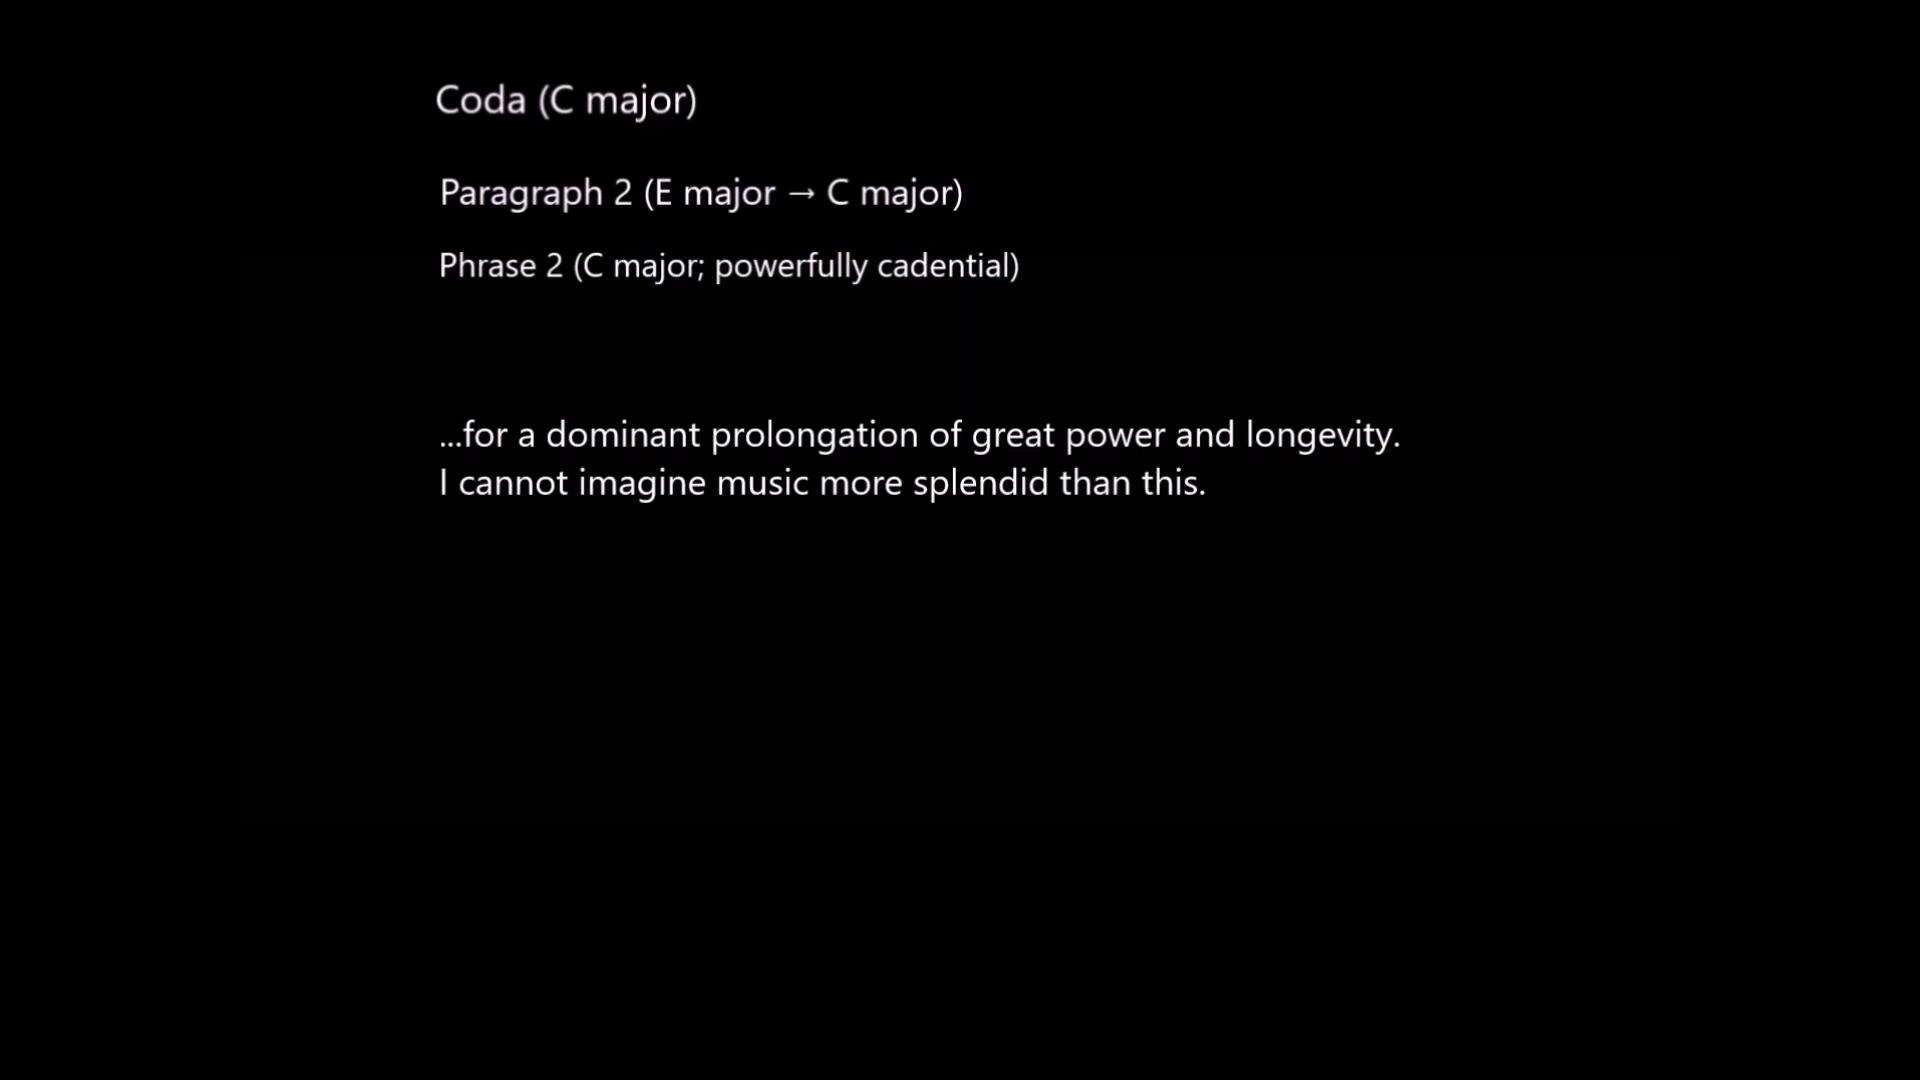 Coda (C major)
Paragraph 2 (E major → C major)
Phrase 2 (C major; powerfully cadential)
...for a dominant prolongation of great power and longevity.
I cannot imagine music more splendid than this.